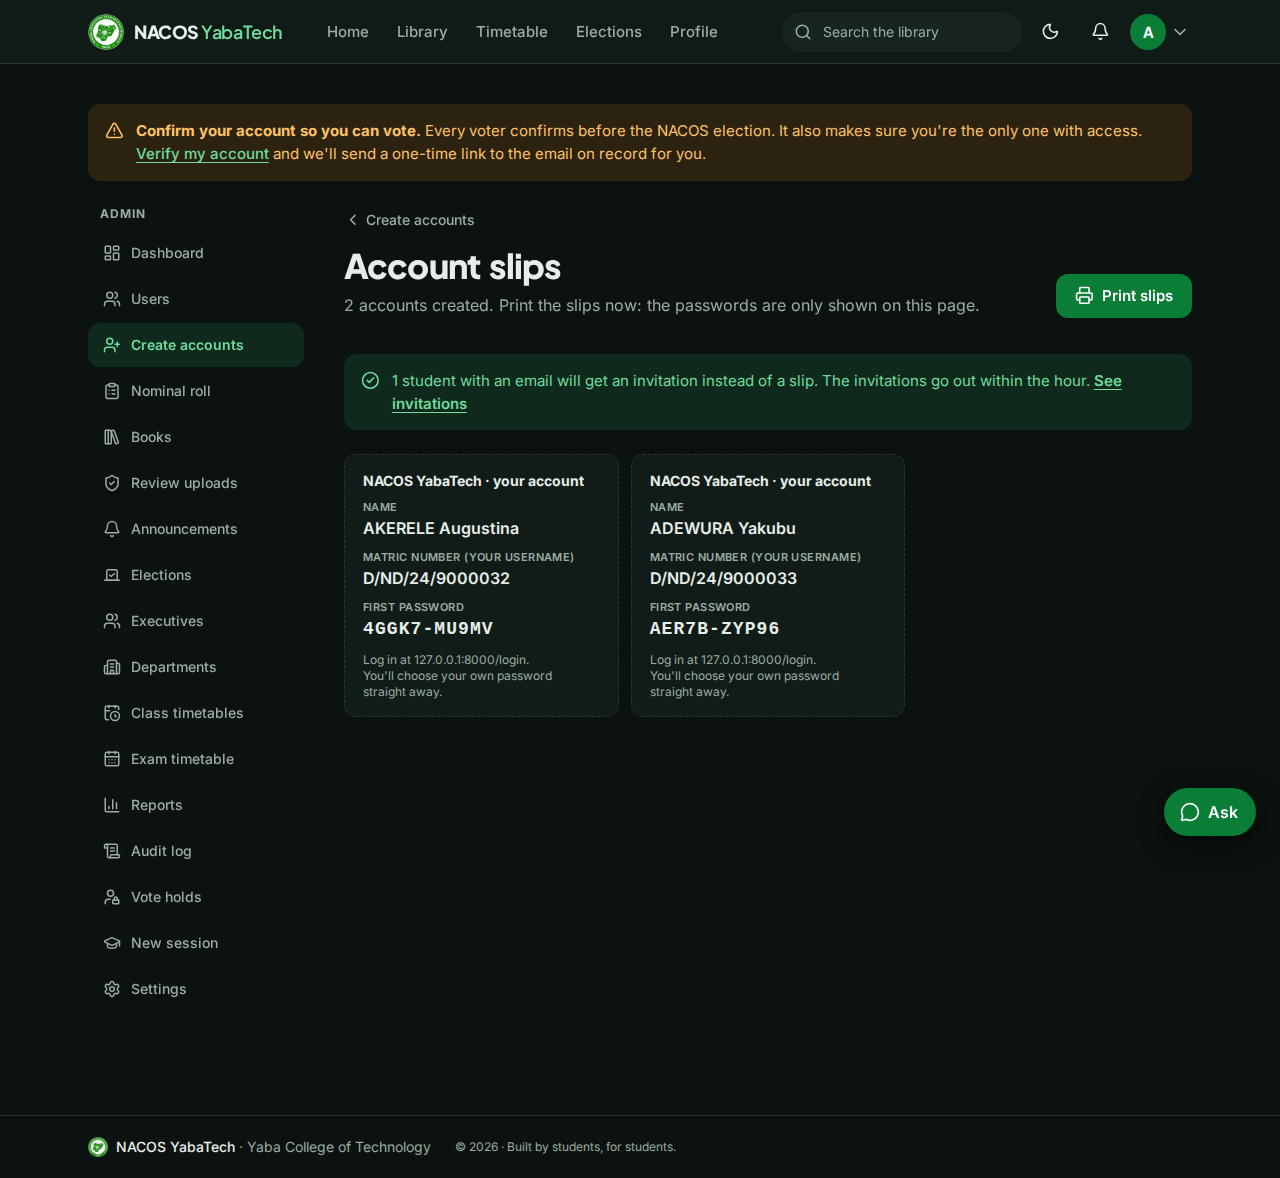 NACOS YabaTech
Home
Library
Timetable
Elections
Profile
Search the library
A
Confirm your account so you can vote. Every voter confirms before the NACOS election. It also makes sure you're the only one with access.
Verify my account and we'll send a one-time link to the email on record for you.
ADMIN
Dashboard
Users
Create accounts
Nominal roll
Books
Review uploads
Announcements
Elections
Executives
Departments
Class timetables
Exam timetable
Reports
Audit log
Vote holds
New session
Settings
Create accounts
Account slips
2 accounts created. Print the slips now: the passwords are only shown on this page.
Print slips
1 student with an email will get an invitation instead of a slip. The invitations go out within the hour. See
invitations
NACOS YabaTech · your account
NAME
AKERELE Augustina
MATRIC NUMBER (YOUR USERNAME)
D/ND/24/9000032
FIRST PASSWORD
4GGK7-MU9MV
Log in at 127.0.0.1:8000/login.
You'll choose your own password
straight away.
NACOS YabaTech · your account
NAME
ADEWURA Yakubu
MATRIC NUMBER (YOUR USERNAME)
D/ND/24/9000033
FIRST PASSWORD
AER7B-ZYP96
Log in at 127.0.0.1:8000/login.
You'll choose your own password
straight away.
Ask
NACOS YabaTech · Yaba College of Technology
© 2026 · Built by students, for students.